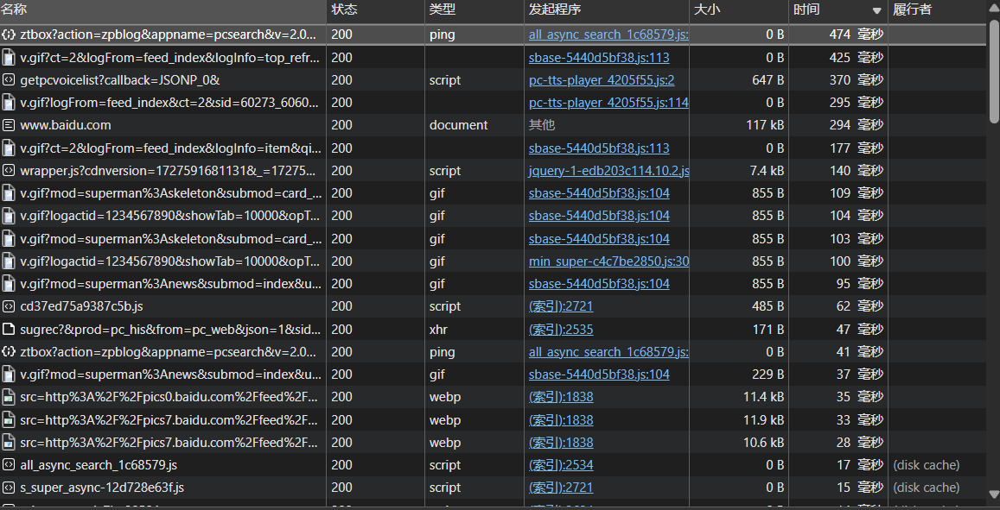 名称 状态 类型 发起程序 大小 时间 履行者
ztbox?action=zpblog&appname=pcsearch&v=2.0... 200 ping all_async_search_1c68579.js: 0 B 474 毫秒
v.gif?ct=2&logFrom=feed_index&logInfo=top_refr... 200 sbase-5440d5bf38.js:113 0 B 425 毫秒
getpcvoicelist?callback=JSONP_0& 200 script pc-tts-player_4205f55.js:2 647 B 370 毫秒
v.gif?logFrom=feed_index&ct=2&sid=60273_6060... 200 pc-tts-player_4205f55.js:114 0 B 295 毫秒
www.baidu.com 200 document 其他 117 kB 294 毫秒
v.gif?ct=2&logFrom=feed_index&logInfo=item&qi... 200 sbase-5440d5bf38.js:113 0 B 177 毫秒
wrapper.js?cdnversion=1727591681131&_=17275... 200 script jquery-1-edb203c114.10.2.js 7.4 kB 140 毫秒
v.gif?mod=superman%3Askeleton&submod=card_... 200 gif sbase-5440d5bf38.js:104 855 B 109 毫秒
v.gif?logactid=1234567890&showTab=10000&opT... 200 gif sbase-5440d5bf38.js:104 855 B 104 毫秒
v.gif?mod=superman%3Askeleton&submod=card_... 200 gif sbase-5440d5bf38.js:104 855 B 103 毫秒
v.gif?logactid=1234567890&showTab=10000&opT... 200 gif min_super-c4c7be2850.js:30 855 B 100 毫秒
v.gif?mod=superman%3Anews&submod=index&u... 200 gif sbase-5440d5bf38.js:104 855 B 95 毫秒
cd37ed75a9387c5b.js 200 script (索引):2721 485 B 62 毫秒
sugrec?&prod=pc_his&from=pc_web&json=1&sid... 200 xhr (索引):2535 171 B 47 毫秒
ztbox?action=zpblog&appname=pcsearch&v=2.0... 200 ping all_async_search_1c68579.js: 0 B 41 毫秒
v.gif?mod=superman%3Anews&submod=index&u... 200 gif sbase-5440d5bf38.js:104 229 B 37 毫秒
src=http%3A%2F%2Fpics0.baidu.com%2Ffeed%2F... 200 webp (索引):1838 11.4 kB 35 毫秒
src=http%3A%2F%2Fpics7.baidu.com%2Ffeed%2F... 200 webp (索引):1838 11.9 kB 33 毫秒
src=http%3A%2F%2Fpics7.baidu.com%2Ffeed%2F... 200 webp (索引):1838 10.6 kB 28 毫秒
all_async_search_1c68579.js 200 script (索引):2534 0 B 17 毫秒 (disk cache)
s_super_async-12d728e63f.js 200 script (索引):2721 0 B 15 毫秒 (disk cache)